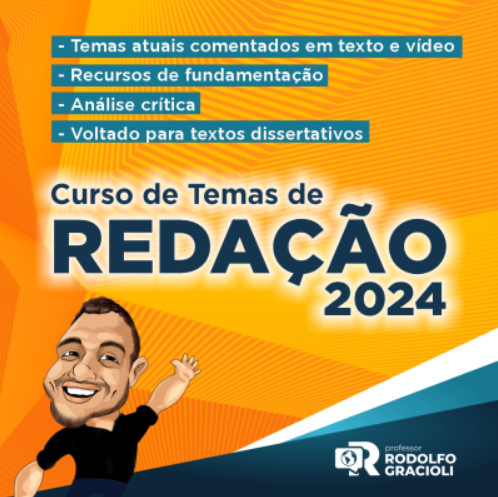 - Temas atuais comentados em texto e vídeo
- Recursos de fundamentação
- Análise crítica
- Voltado para textos dissertativos
Curso de Temas de
REDAÇÃO
2024
professor
RODOLFO
GRACIOLI